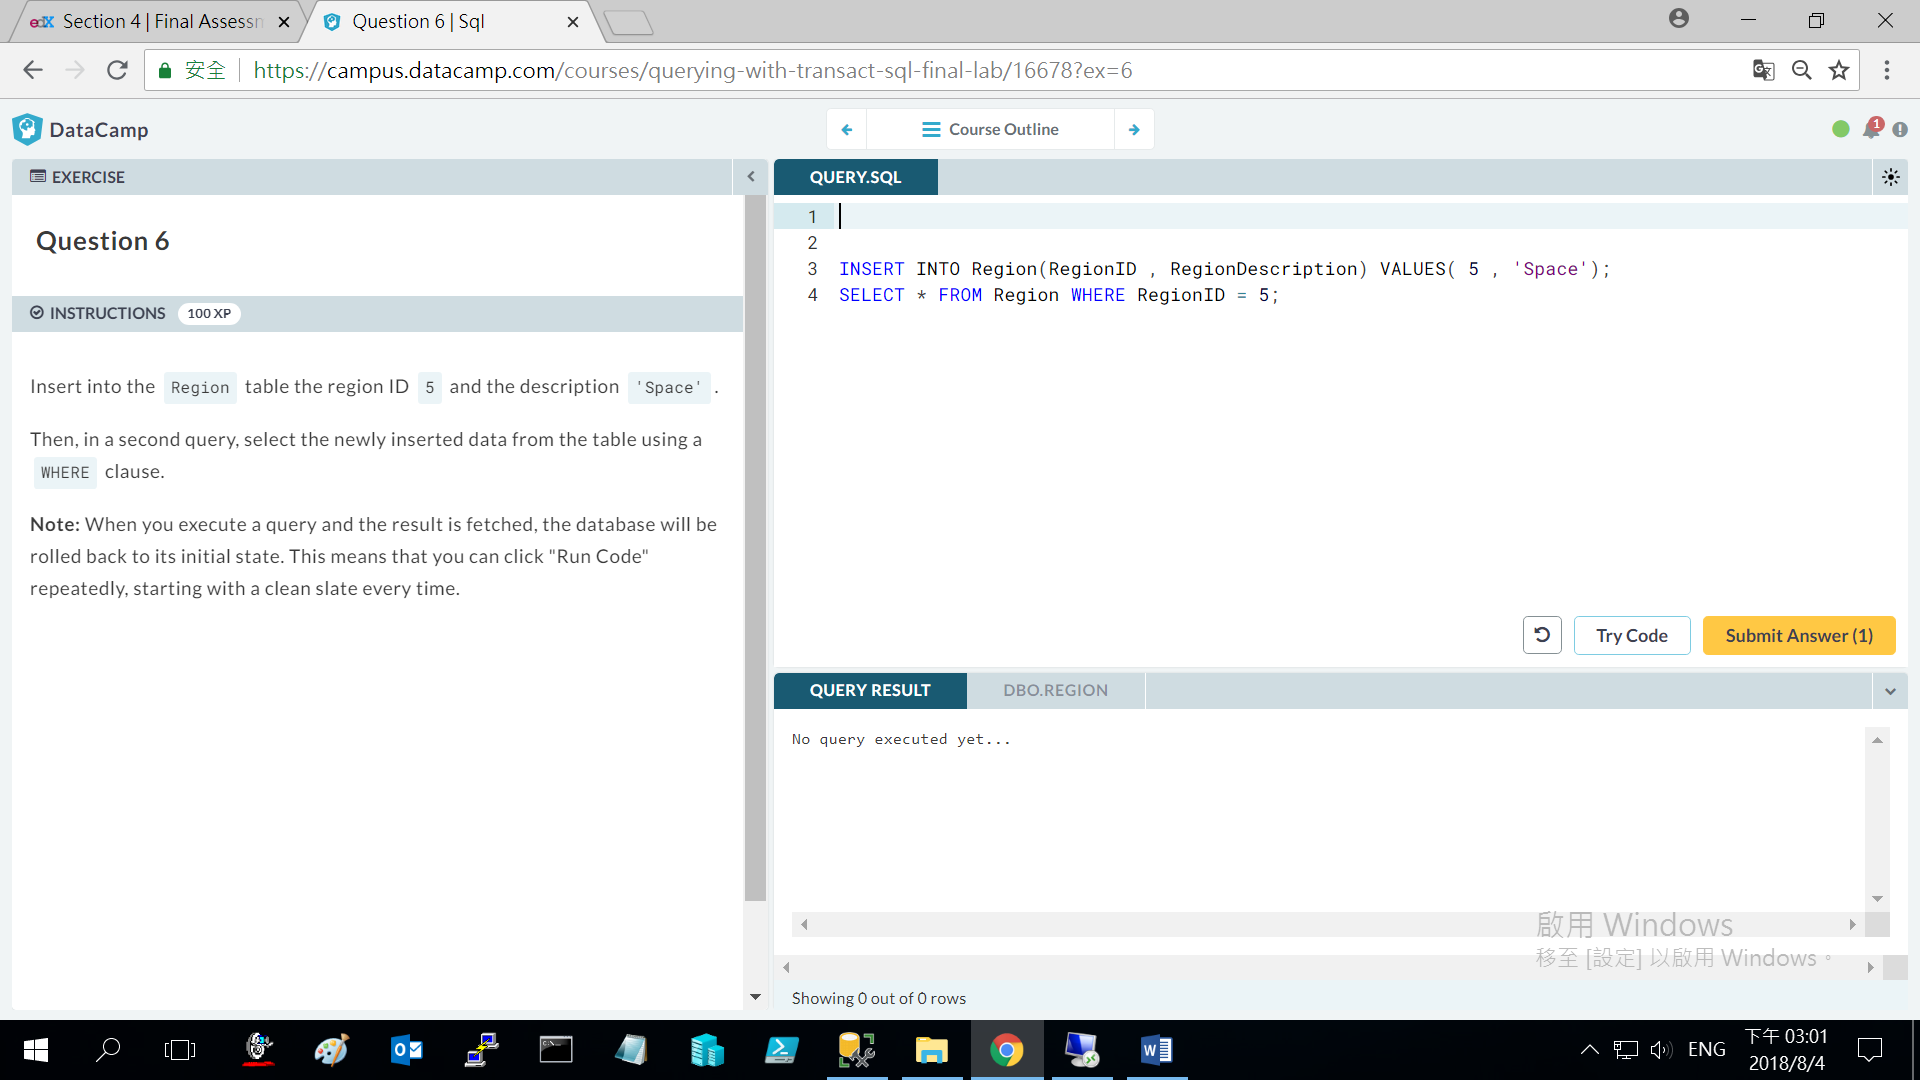 edX Section 4 | Final Assessm
Question 6 | Sql
安全 https://campus.datacamp.com/courses/querying-with-transact-sql-final-lab/16678?ex=6
DataCamp
Course Outline
1
EXERCISE
Question 6
INSTRUCTIONS 100 XP
Insert into the Region table the region ID 5 and the description 'Space' .
Then, in a second query, select the newly inserted data from the table using a
WHERE clause.
Note: When you execute a query and the result is fetched, the database will be
rolled back to its initial state. This means that you can click "Run Code"
repeatedly, starting with a clean slate every time.
QUERY.SQL
1
2
3 INSERT INTO Region(RegionID , RegionDescription) VALUES( 5 , 'Space');
4 SELECT * FROM Region WHERE RegionID = 5;
Try Code
Submit Answer (1)
QUERY RESULT
DBO.REGION
No query executed yet...
啟用 Windows
移至 [設定] 以啟用 Windows。
Showing 0 out of 0 rows
ENG
下午 03:01
2018/8/4